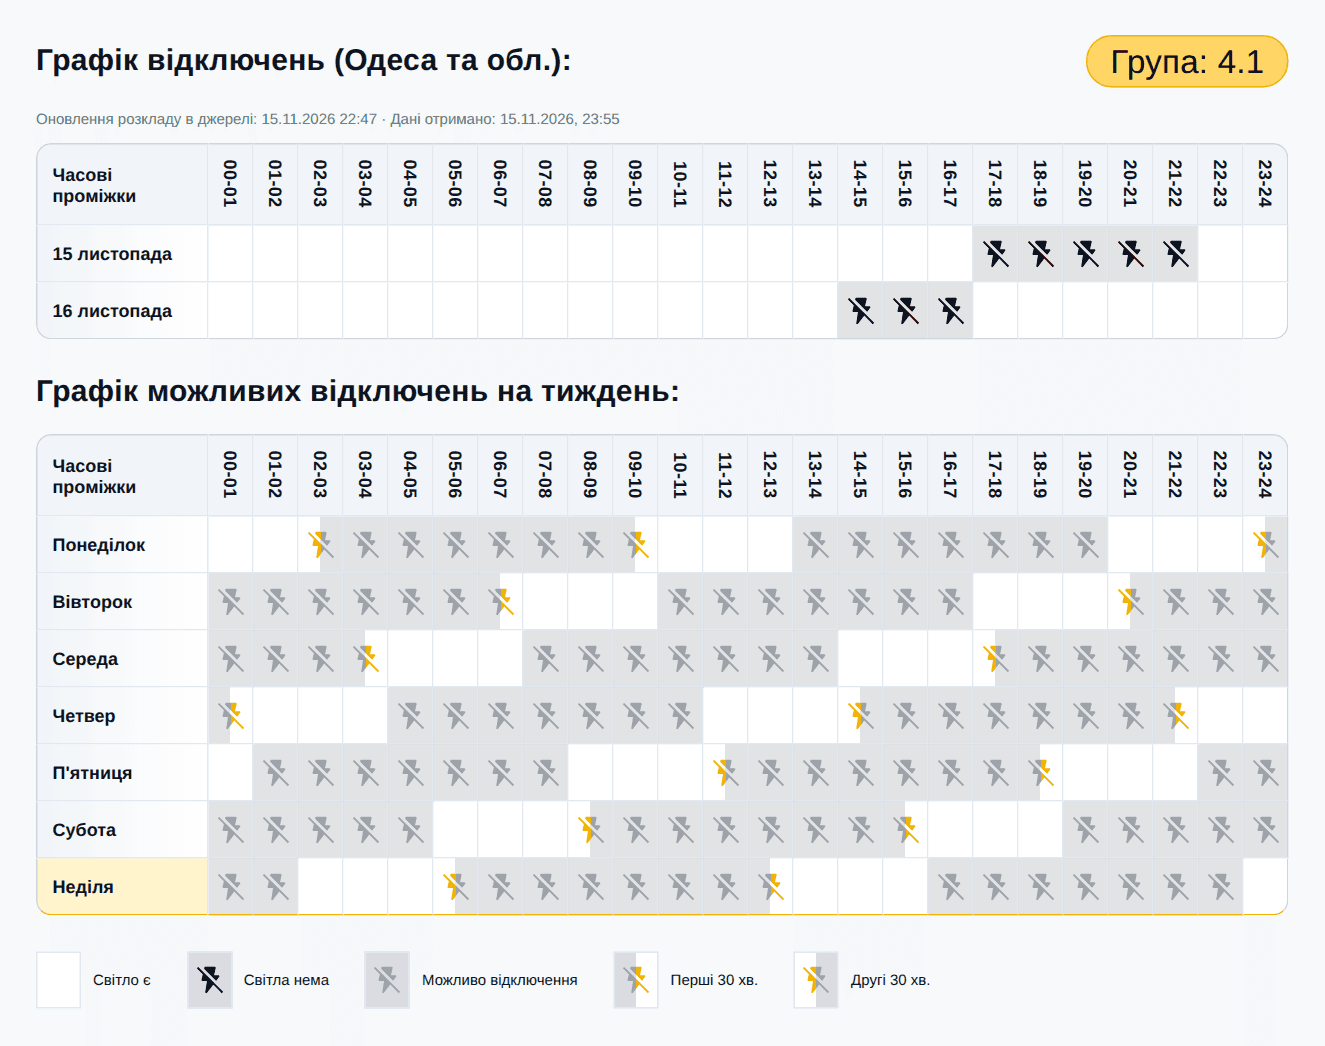 Графік відключень (Одеса та обл.):
Група: 4.1
Оновлення розкладу в джерелі: 15.11.2026 22:47 · Дані отримано: 15.11.2026, 23:55
Часові
проміжки
00-01 01-02 02-03 03-04 04-05 05-06 06-07 07-08 08-09 09-10 10-11 11-12 12-13 13-14 14-15 15-16 16-17 17-18 18-19 19-20 20-21 21-22 22-23 23-24
15 листопада
16 листопада
Графік можливих відключень на тиждень:
Часові
проміжки
00-01 01-02 02-03 03-04 04-05 05-06 06-07 07-08 08-09 09-10 10-11 11-12 12-13 13-14 14-15 15-16 16-17 17-18 18-19 19-20 20-21 21-22 22-23 23-24
Понеділок
Вівторок
Середа
Четвер
П'ятниця
Субота
Неділя
Світло є
Світла нема
Можливо відключення
Перші 30 хв.
Другі 30 хв.